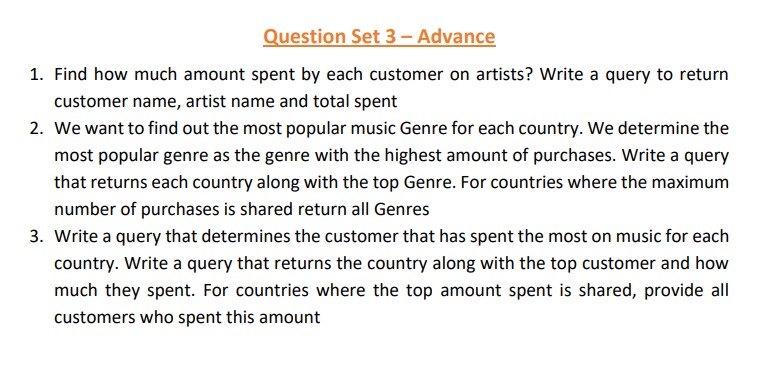 Question Set 3 – Advance
1. Find how much amount spent by each customer on artists? Write a query to return
customer name, artist name and total spent
2. We want to find out the most popular music Genre for each country. We determine the
most popular genre as the genre with the highest amount of purchases. Write a query
that returns each country along with the top Genre. For countries where the maximum
number of purchases is shared return all Genres
3. Write a query that determines the customer that has spent the most on music for each
country. Write a query that returns the country along with the top customer and how
much they spent. For countries where the top amount spent is shared, provide all
customers who spent this amount